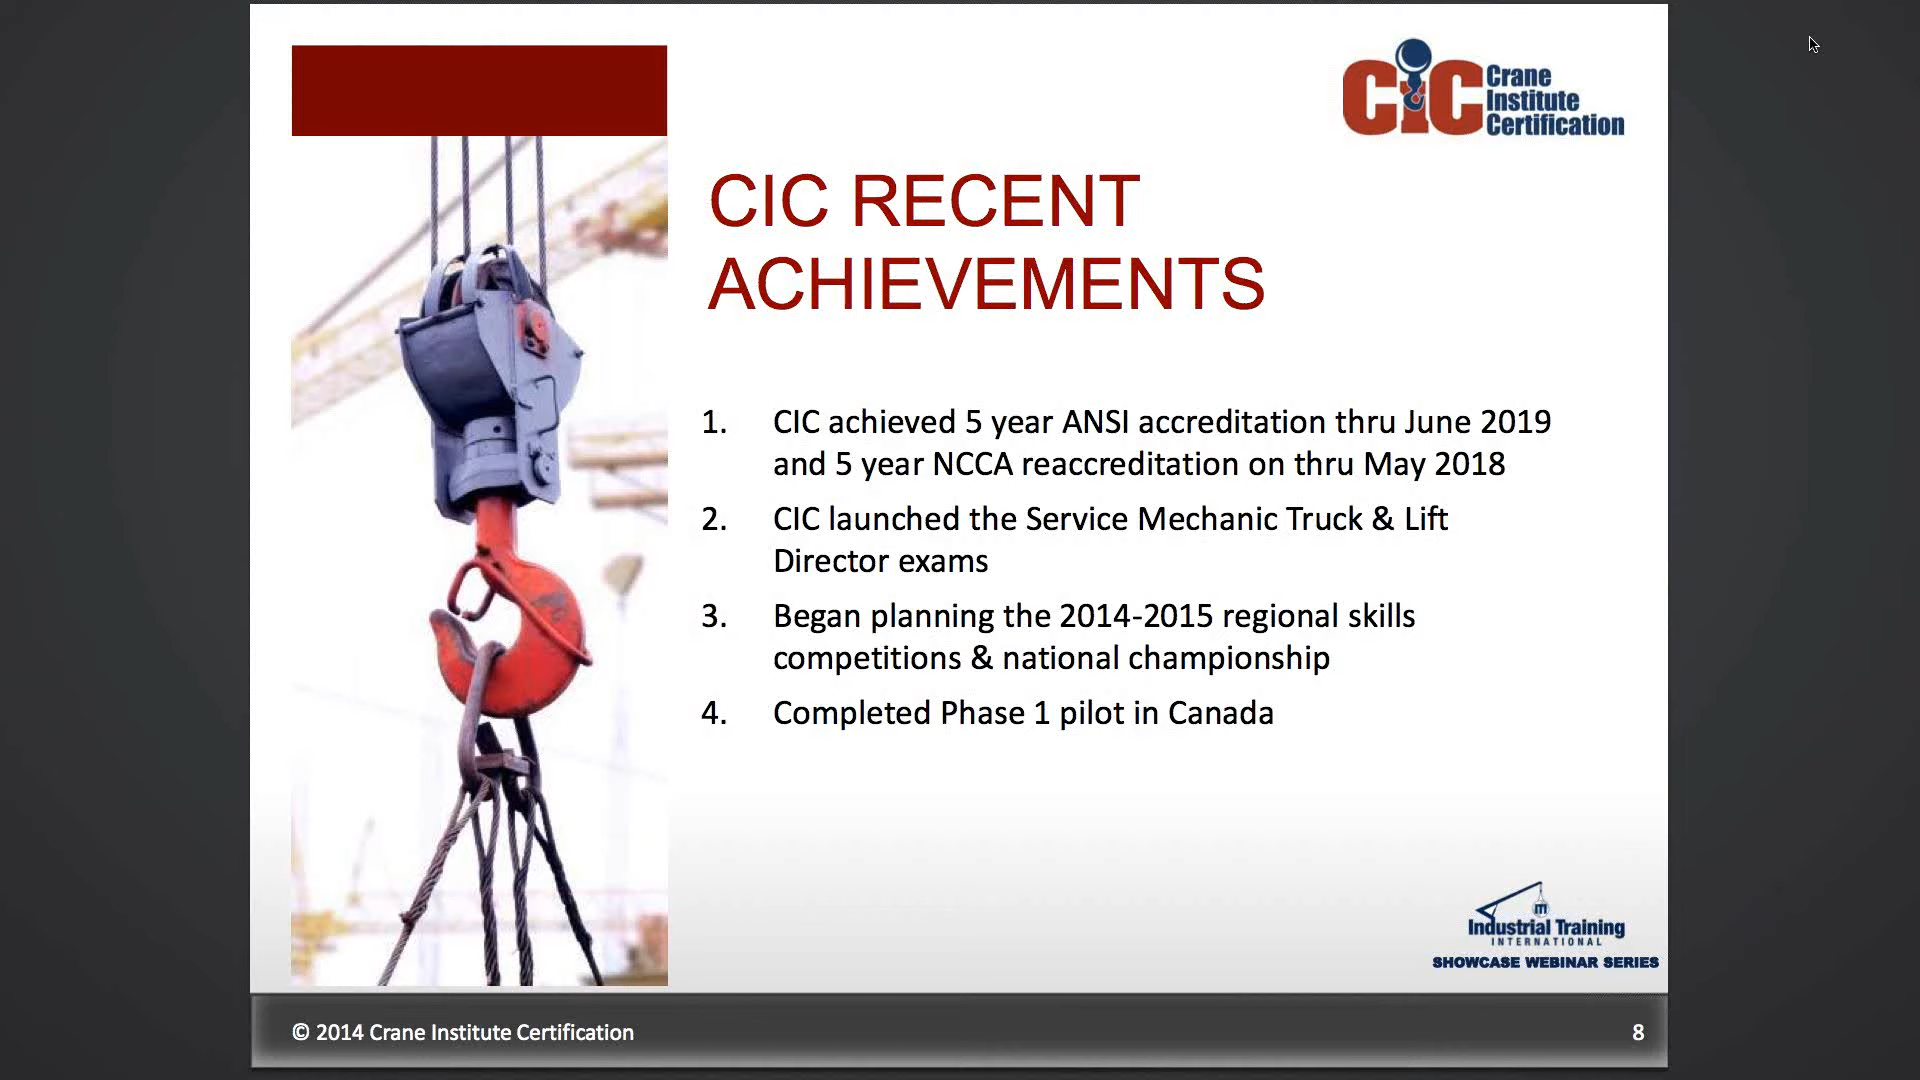 CiC Crane
Institute
Certification
CIC RECENT
ACHIEVEMENTS
1. CIC achieved 5 year ANSI accreditation thru June 2019
and 5 year NCCA reaccreditation on thru May 2018
2. CIC launched the Service Mechanic Truck & Lift
Director exams
3. Began planning the 2014-2015 regional skills
competitions & national championship
4. Completed Phase 1 pilot in Canada
iti
Industrial Training
INTERNATIONAL
SHOWCASE WEBINAR SERIES
© 2014 Crane Institute Certification
8